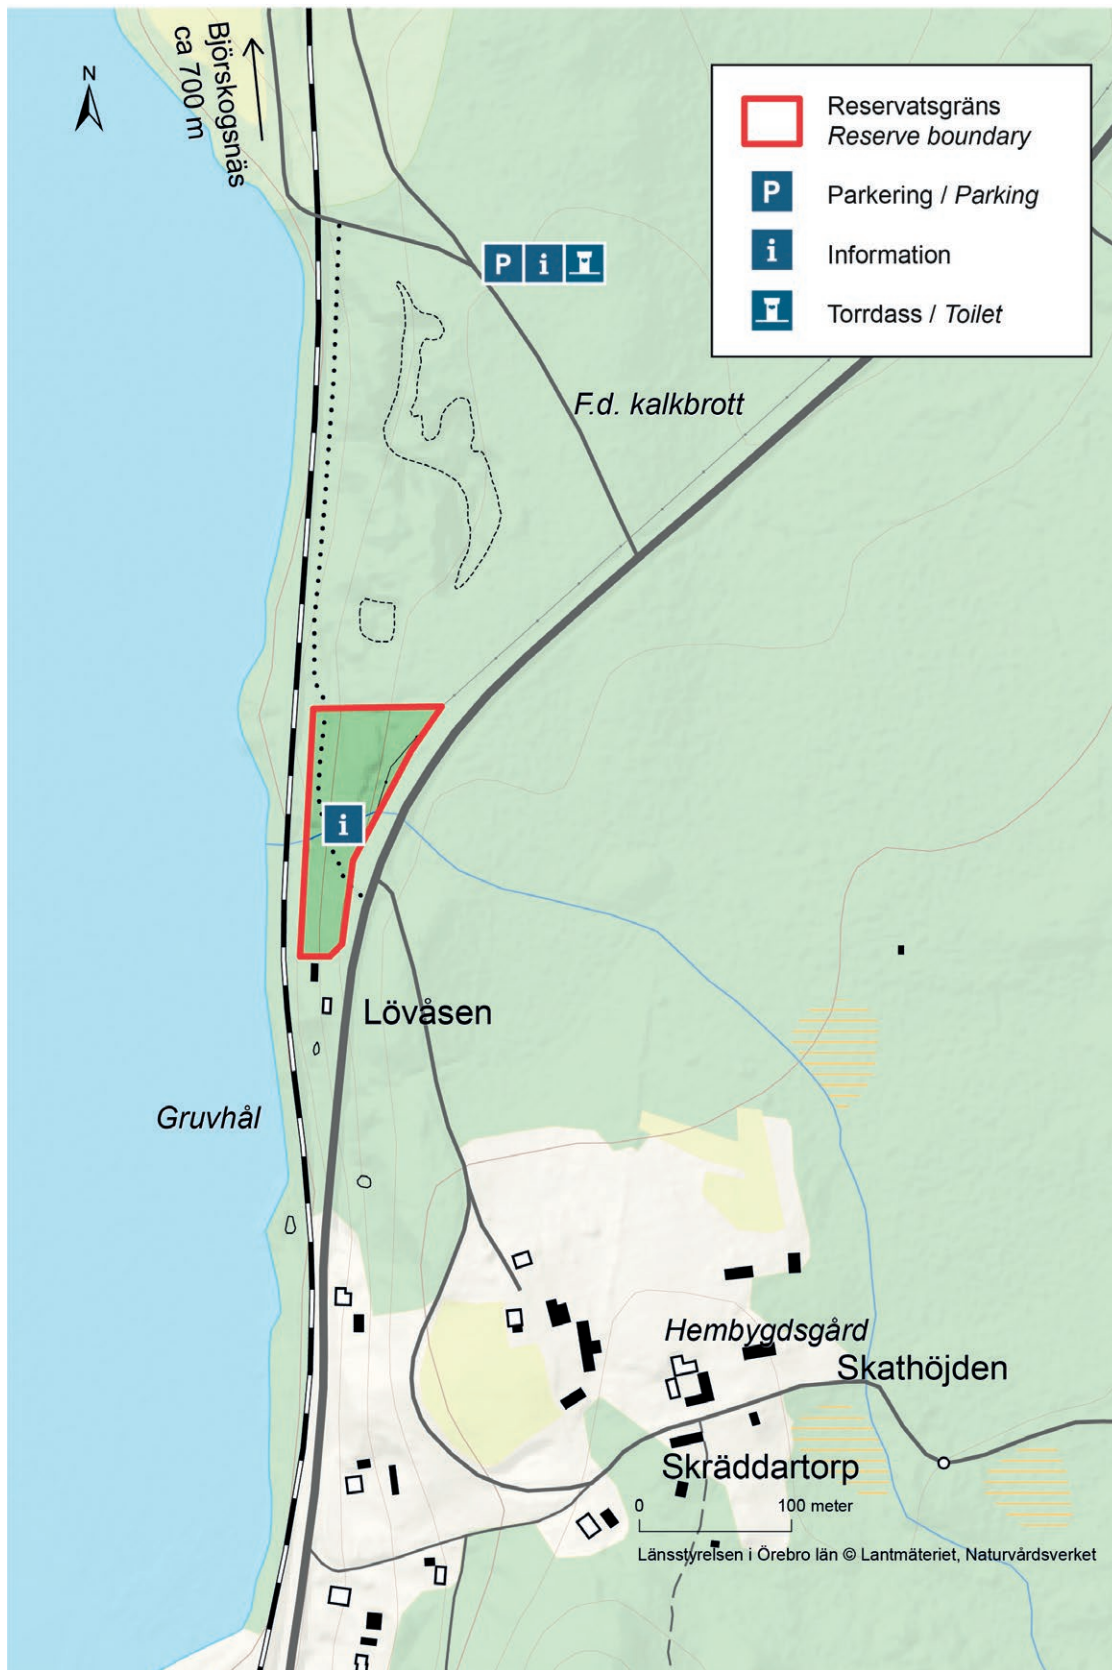 Björskogsnäs
ca 700 m
N
Reservatsgräns
Reserve boundary
P
Parkering / Parking
i
Information
Torrdass / Toilet
P i
F.d. kalkbrott
i
Lövåsen
Gruvhål
Hembygdsgård
Skathöjden
Skräddartorp
0 100 meter
Länsstyrelsen i Örebro län © Lantmäteriet, Naturvårdsverket